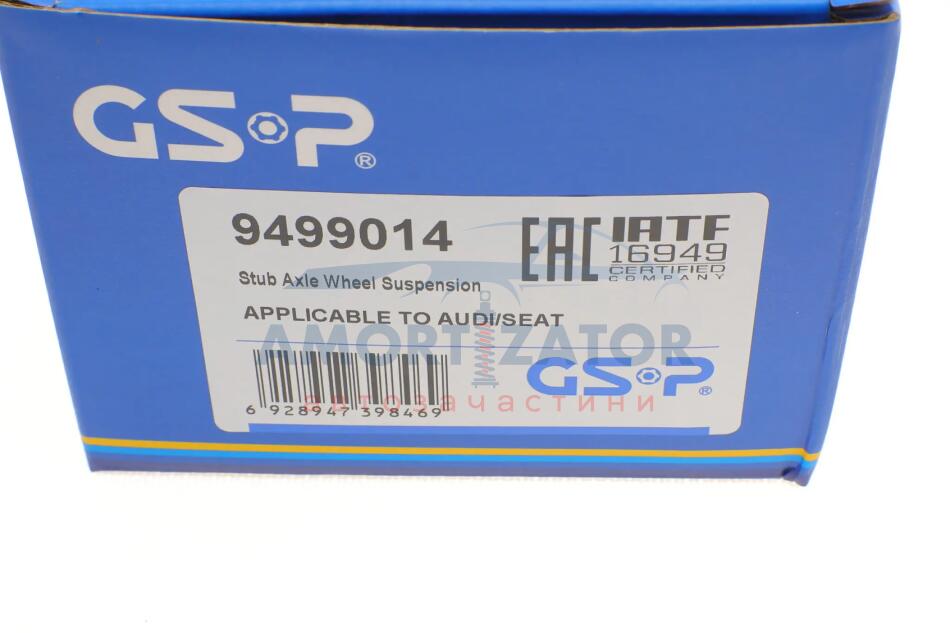 GSP®
9499014
EAC
IATF
16949
CERTIFIED
COMPANY
Stub Axle Wheel Suspension
APPLICABLE TO AUDI/SEAT
AMORTIZATOR
автозачастини
GSP®
6 928947 398469